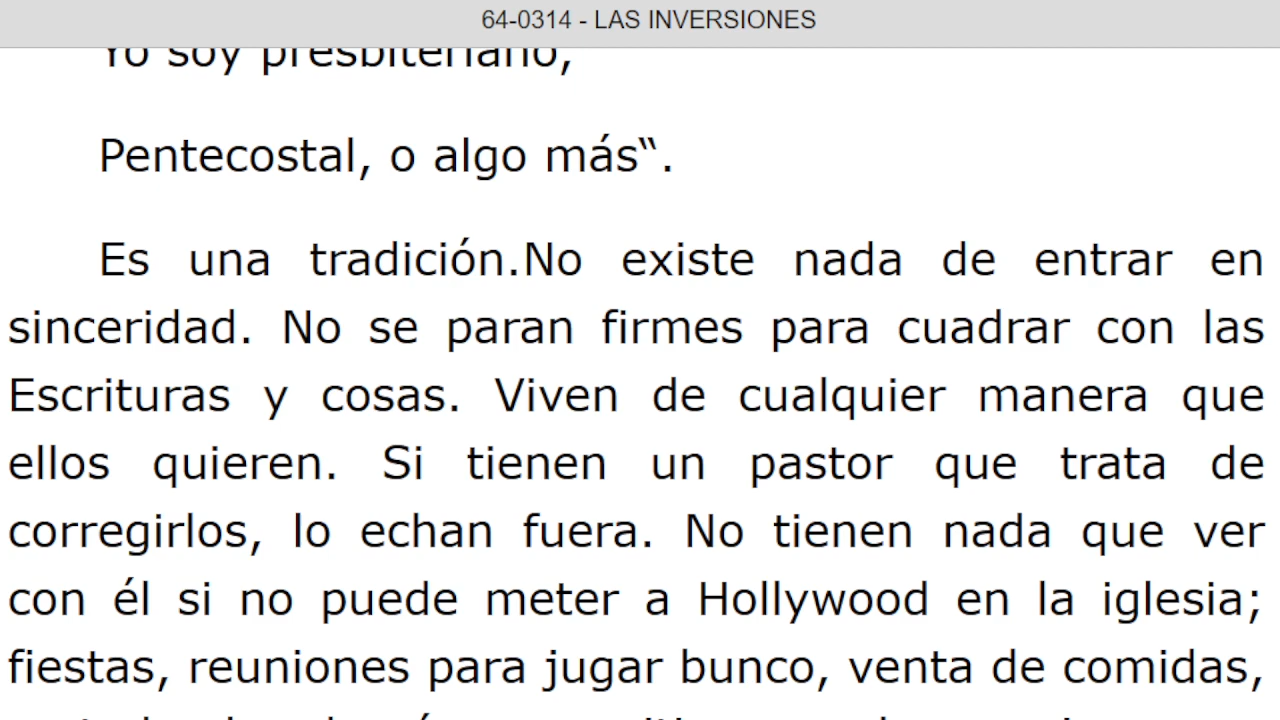 64-0314 - LAS INVERSIONES
Yo soy presbiteriano,
Pentecostal, o algo más“.
Es una tradición.No existe nada de entrar en
sinceridad. No se paran firmes para cuadrar con las
Escrituras y cosas. Viven de cualquier manera que
ellos quieren. Si tienen un pastor que trata de
corregirlos, lo echan fuera. No tienen nada que ver
con él si no puede meter a Hollywood en la iglesia;
fiestas, reuniones para jugar bunco, venta de comidas,